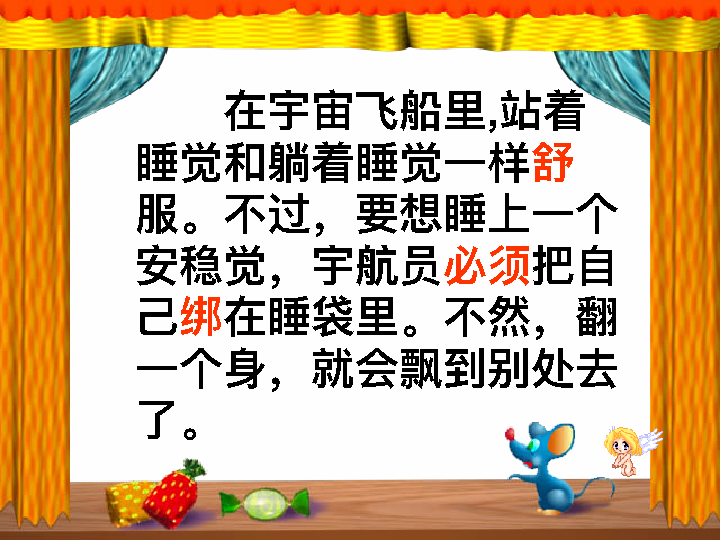 在宇宙飞船里,站着
睡觉和躺着睡觉一样舒
服。不过，要想睡上一个
安稳觉，宇航员必须把自
己绑在睡袋里。不然，翻
一个身，就会飘到别处去
了。